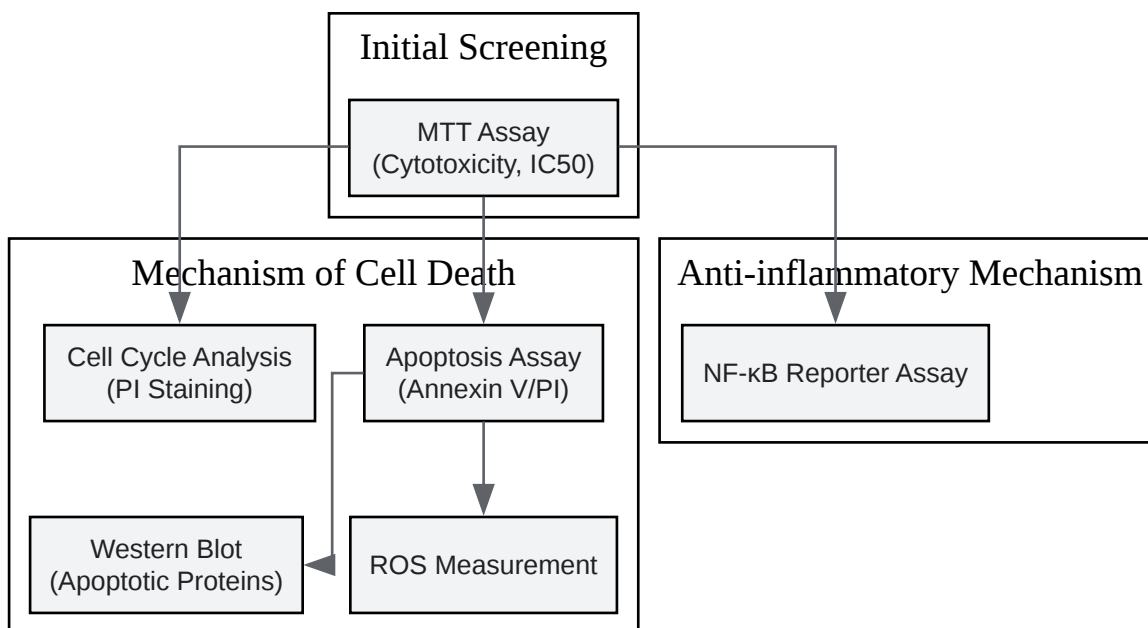 Initial Screening
MTT Assay
(Cytotoxicity, IC50)
Mechanism of Cell Death
Anti-inflammatory Mechanism
Cell Cycle Analysis
(PI Staining)
Apoptosis Assay
(Annexin V/PI)
NF-κB Reporter Assay
Western Blot
(Apoptotic Proteins)
ROS Measurement